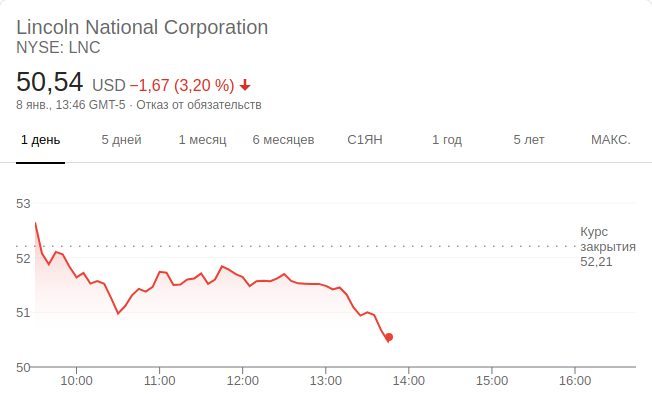 Lincoln National Corporation
NYSE: LNC
50,54 USD −1,67 (3,20 %)
8 янв., 13:46 GMT-5 · Отказ от обязательств
1 день 5 дней 1 месяц 6 месяцев С1ЯН 1 год 5 лет МАКС.
53
Курс
закрытия
52,21
52
51
50
10:00 11:00 12:00 13:00 14:00 15:00 16:00